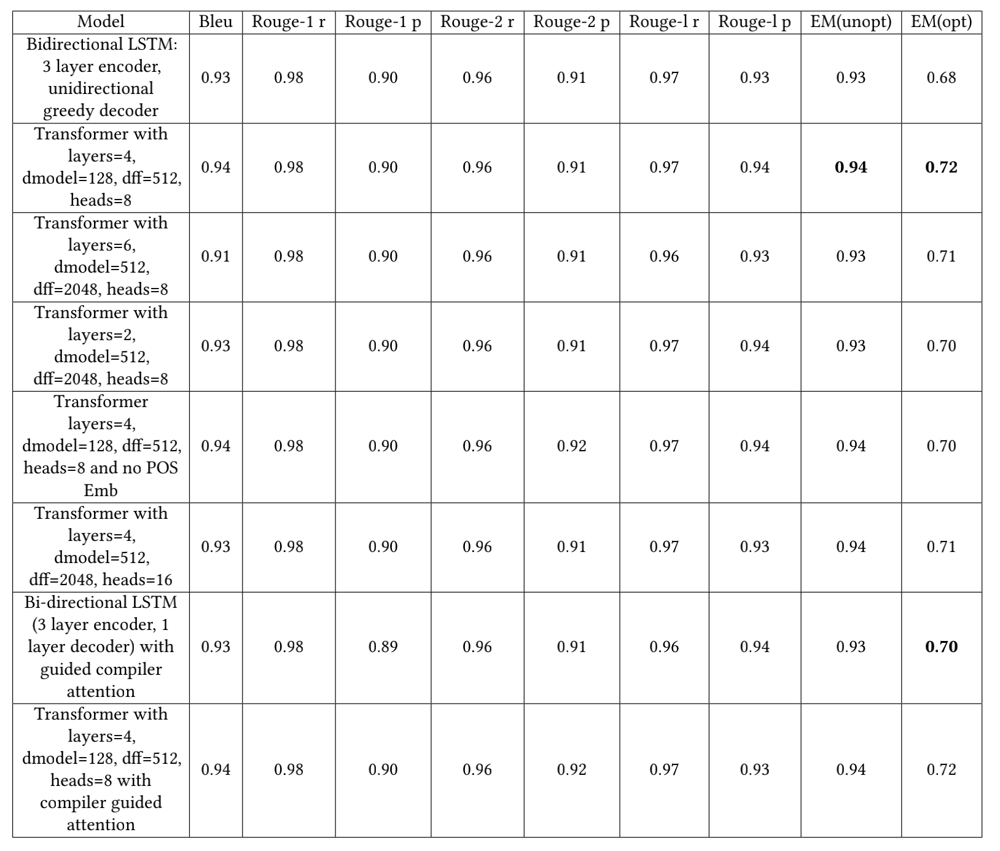 Model Bleu Rouge-1 r Rouge-1 p Rouge-2 r Rouge-2 p Rouge-l r Rouge-l p EM(unopt) EM(opt)
Bidirectional LSTM:
3 layer encoder,
unidirectional
greedy decoder
0.93 0.98 0.90 0.96 0.91 0.97 0.93 0.93 0.68
Transformer with
layers=4,
dmodel=128, dff=512,
heads=8
0.94 0.98 0.90 0.96 0.91 0.97 0.94 0.94 0.72
Transformer with
layers=6,
dmodel=512,
dff=2048, heads=8
0.91 0.98 0.90 0.96 0.91 0.96 0.93 0.93 0.71
Transformer with
layers=2,
dmodel=512,
dff=2048, heads=8
0.93 0.98 0.90 0.96 0.91 0.97 0.94 0.93 0.70
Transformer
layers=4,
dmodel=128, dff=512,
heads=8 and no POS
Emb
0.94 0.98 0.90 0.96 0.92 0.97 0.94 0.94 0.70
Transformer with
layers=4,
dmodel=512,
dff=2048, heads=16
0.93 0.98 0.90 0.96 0.91 0.97 0.93 0.94 0.71
Bi-directional LSTM
(3 layer encoder, 1
layer decoder) with
guided compiler
attention
0.93 0.98 0.89 0.96 0.91 0.96 0.94 0.93 0.70
Transformer with
layers=4,
dmodel=128, dff=512,
heads=8 with
compiler guided
attention
0.94 0.98 0.90 0.96 0.92 0.97 0.93 0.94 0.72